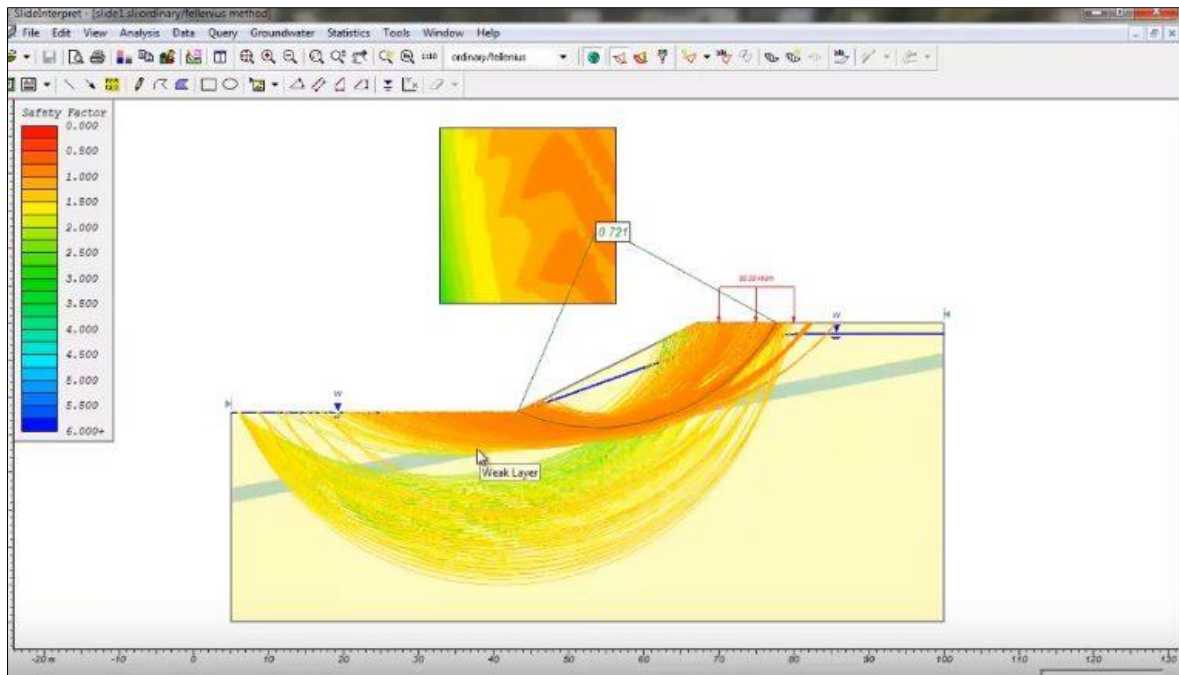 SlideInterpret - [slide1.sli:ordinary/fellenius method]
File Edit View Analysis Data Query Groundwater Statistics Tools Window Help
ordinary/fellenius
Safety Factor
0.000
0.500
1.000
1.500
2.000
2.500
3.000
3.500
4.000
4.500
5.000
5.500
6.000+
0.721
W
W
Weak Layer
-20 m -10 0 10 20 30 40 50 60 70 80 90 100 110 120 130